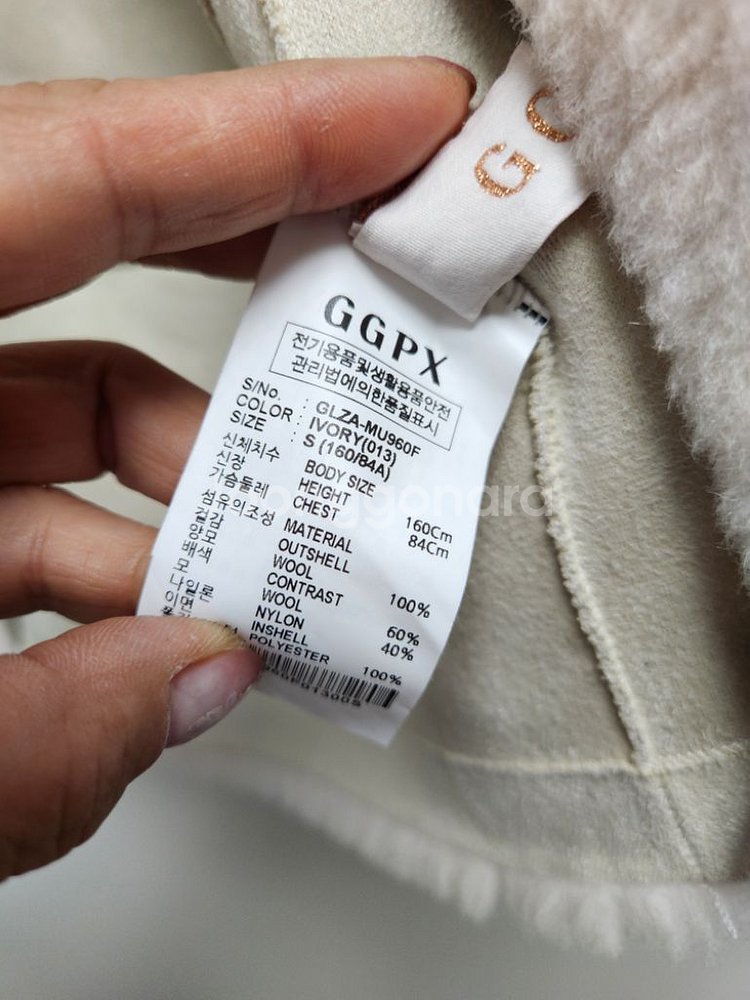 G
GGPX
전기용품및생활용품안전
관리법에의한품질표시
S/No. : GLZA-MU960F
COLOR : IVORY(013)
SIZE : S (160/84A)
신체치수 BODY SIZE
신장 HEIGHT 160Cm
가슴둘레 CHEST 84Cm
섬유의조성 MATERIAL
겉감 OUTSHELL
양모 WOOL 100%
배색 CONTRAST
모 WOOL 60%
나일론 NYLON 40%
이면 INSHELL
POLYESTER 100%
joonggonara